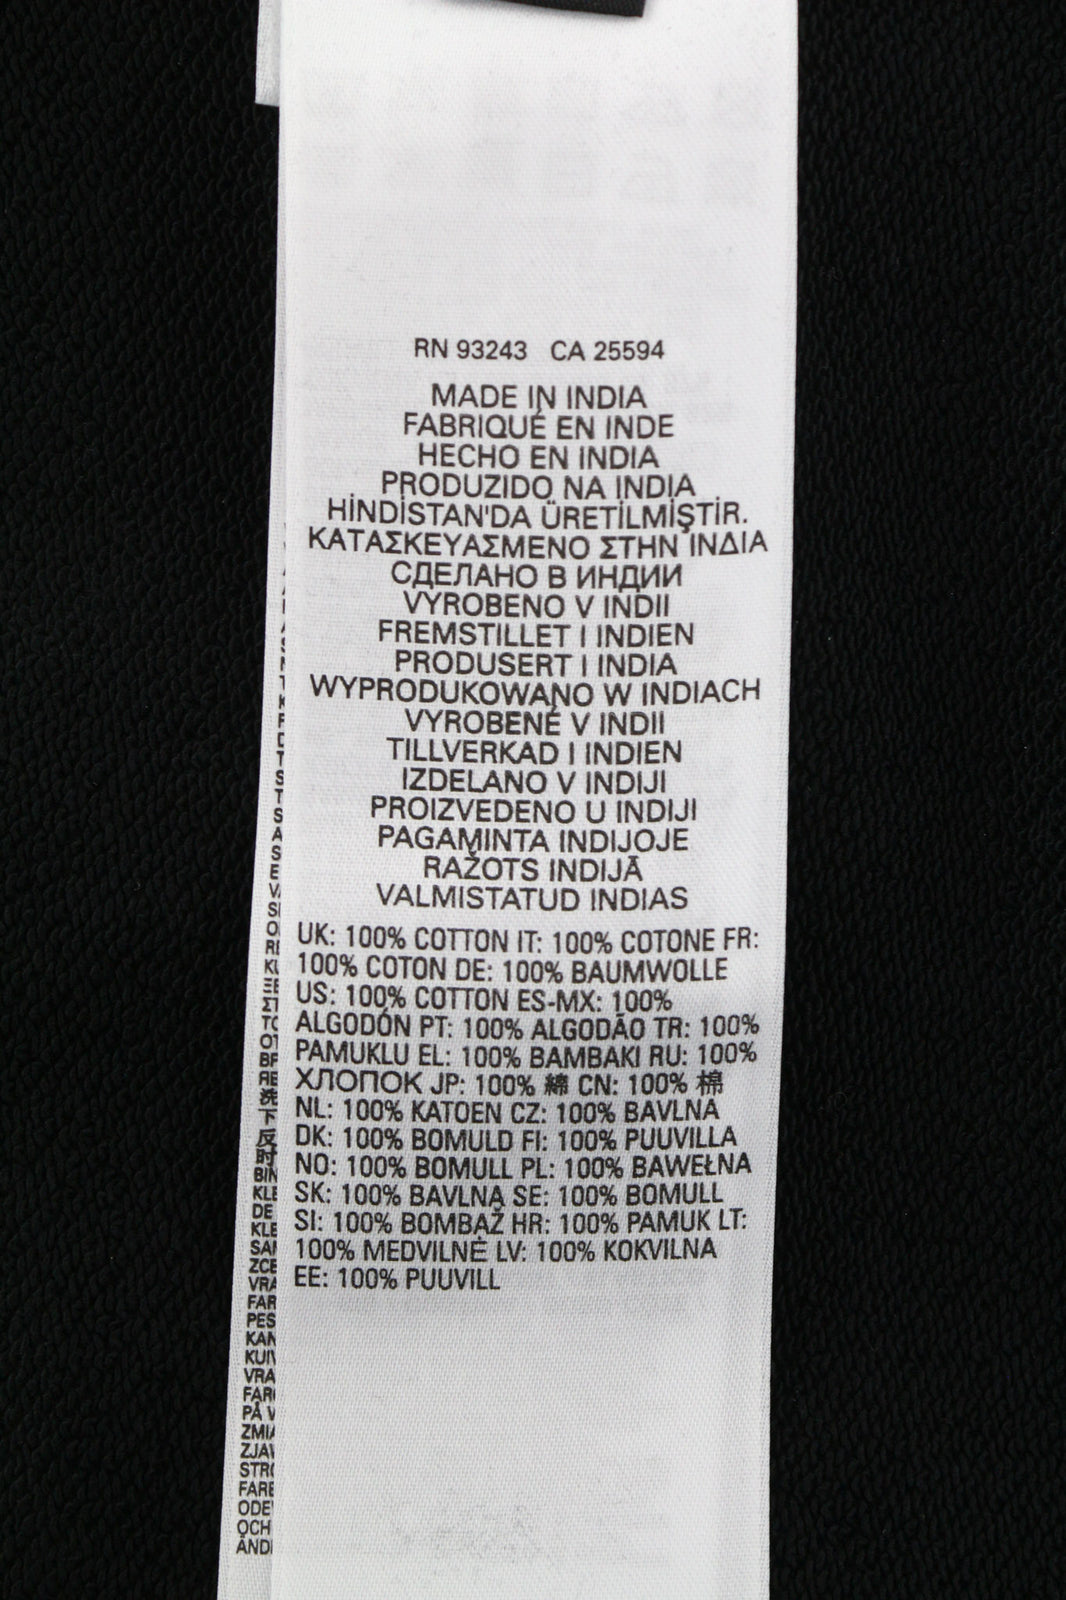 RN 93243 CA 25594
MADE IN INDIA
FABRIQUÉ EN INDE
HECHO EN INDIA
PRODUZIDO NA INDIA
HİNDİSTAN'DA ÜRETİLMİŞTİR.
ΚΑΤΑΣΚΕΥΑΣΜΕΝΟ ΣΤΗΝ ΙΝΔΙΑ
СДЕЛАНО В ИНДИИ
VYROBENO V INDII
FREMSTILLET I INDIEN
PRODUSERT I INDIA
WYPRODUKOWANO W INDIACH
VYROBENÉ V INDII
TILLVERKAD I INDIEN
IZDELANO V INDIJI
PROIZVEDENO U INDIJI
PAGAMINTA INDIJOJE
RAŽOTS INDIJĀ
VALMISTATUD INDIAS
UK: 100% COTTON IT: 100% COTONE FR:
100% COTON DE: 100% BAUMWOLLE
US: 100% COTTON ES-MX: 100%
ALGODÓN PT: 100% ALGODÃO TR: 100%
PAMUKLU EL: 100% ΒΑΜΒΑΚΙ RU: 100%
ХЛОПОК JP: 100% 綿 CN: 100% 棉
NL: 100% KATOEN CZ: 100% BAVLNA
DK: 100% BOMULD FI: 100% PUUVILLA
NO: 100% BOMULL PL: 100% BAWEŁNA
SK: 100% BAVLNA SE: 100% BOMULL
SI: 100% BOMBAŽ HR: 100% PAMUK LT:
100% MEDVILNĖ LV: 100% KOKVILNA
EE: 100% PUUVILL